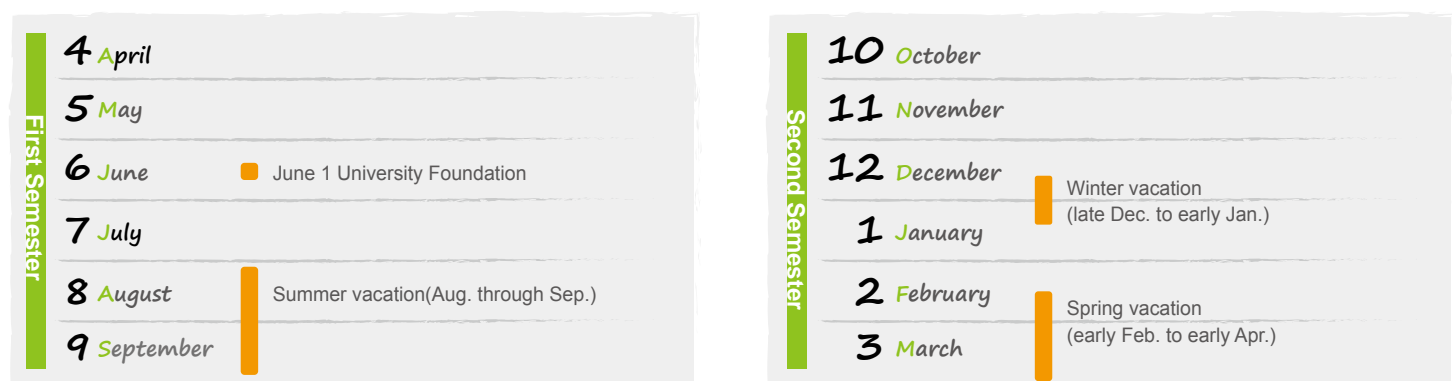 First Semester
4 April
5 May
6 June
June 1 University Foundation
7 July
8 August
Summer vacation(Aug. through Sep.)
9 September
Second Semester
10 October
11 November
12 December
Winter vacation
(late Dec. to early Jan.)
1 January
2 February
Spring vacation
(early Feb. to early Apr.)
3 March